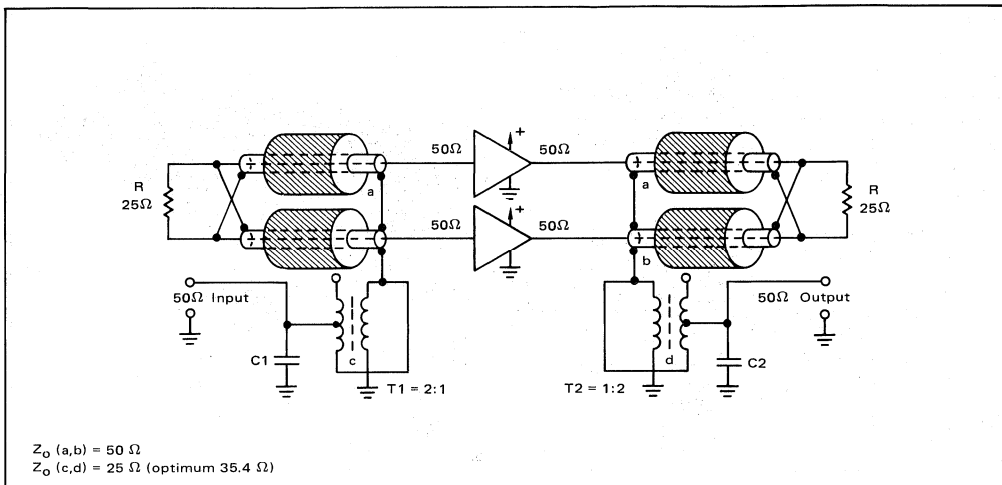 50Ω + 50Ω
R
25Ω
a
a
R
25Ω
50Ω + 50Ω
b
50Ω Input
50Ω Output
C1
c
d
C2
T1 = 2:1
T2 = 1:2
Zo (a,b) = 50 Ω
Zo (c,d) = 25 Ω (optimum 35.4 Ω)